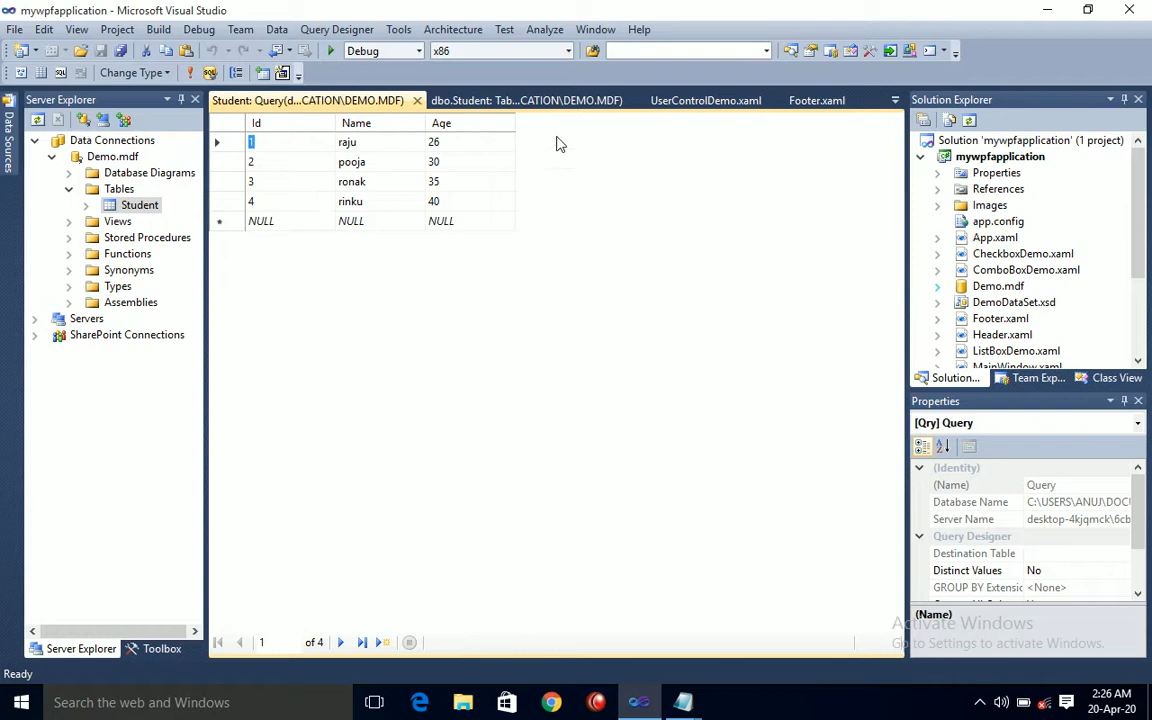 mywpfapplication - Microsoft Visual Studio
File Edit View Project Build Debug Team Data Query Designer Tools Architecture Test Analyze Window Help
Debug x86
Change Type
Data Sources
Server Explorer
Data Connections
Demo.mdf
Database Diagrams
Tables
Student
Views
Stored Procedures
Functions
Synonyms
Types
Assemblies
Servers
SharePoint Connections
Server Explorer Toolbox
Student: Query(d...CATION\DEMO.MDF) dbo.Student: Tab...CATION\DEMO.MDF) UserControlDemo.xaml Footer.xaml
Id Name Age
1 raju 26
2 pooja 30
3 ronak 35
4 rinku 40
NULL NULL NULL
1 of 4
Solution Explorer
Solution 'mywpfapplication' (1 project)
mywpfapplication
Properties
References
Images
app.config
App.xaml
CheckboxDemo.xaml
ComboBoxDemo.xaml
Demo.mdf
DemoDataSet.xsd
Footer.xaml
Header.xaml
ListBoxDemo.xaml
MainWindow.xaml
Solution... Team Exp... Class View
Properties
[Qry] Query
(Identity)
(Name) Query
Database Name C:\USERS\ANUJ\DOCU
Server Name desktop-4kjqmck\6cb
Query Designer
Destination Table
Distinct Values No
GROUP BY Extensio <None>
(Name)
Activate Windows
Go to Settings to activate Windows.
Ready
Search the web and Windows
2:26 AM
20-Apr-20